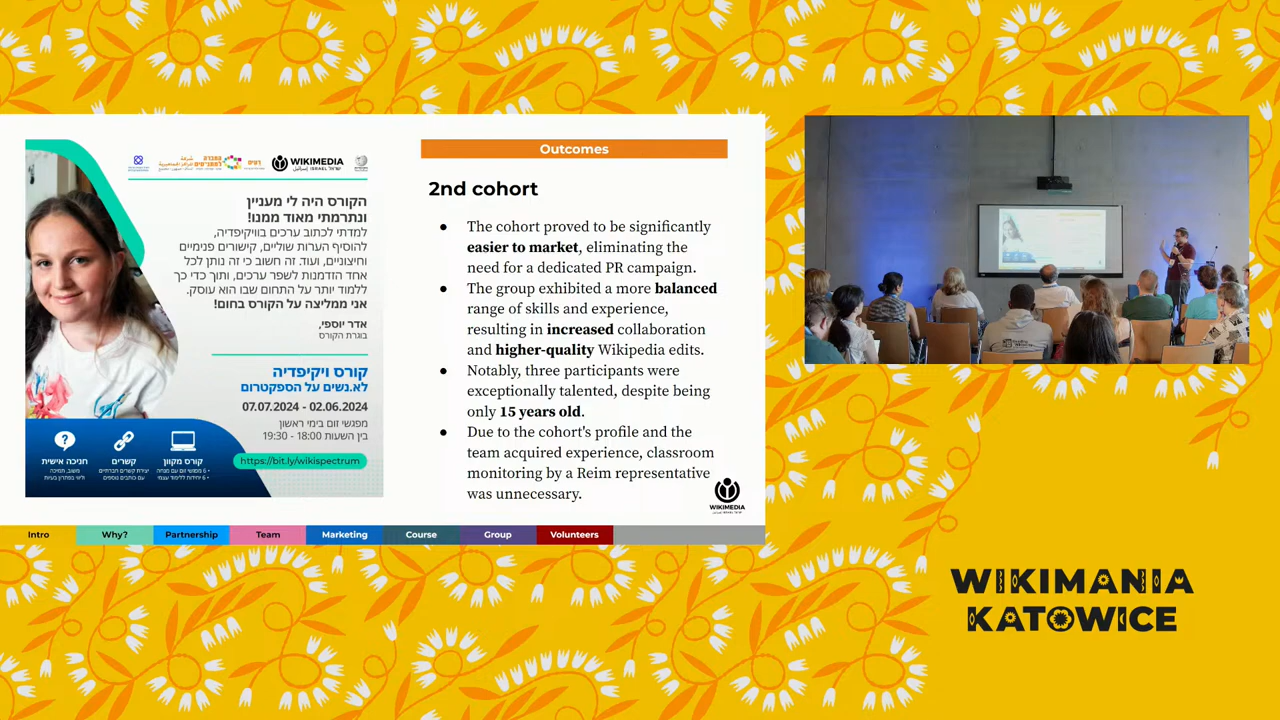 WIKIMEDIA
ישראל ISRAEL إسرائيل
הקורס היה לי מעניין
ונתרמתי מאוד ממנו!
למדתי לכתוב ערכים בוויקיפדיה,
להוסיף הערות שוליים, קישורים פנימיים
וחיצוניים, ועוד. זה חשוב כי זה נותן לכל
אחד הזדמנות לשפר ערכים, ותוך כדי כך
ללמוד יותר על התחום שבו הוא עוסק.
אני ממליצה על הקורס בחום!
אדר יוספי,
בוגרת הקורס
קורס ויקיפדיה
לא.נשים על הספקטרום
07.07.2024 - 02.06.2024
מפגשי זום בימי ראשון
בין השעות 18:00 - 19:30
https://bit.ly/wikispectrum
קורס מקוון
קשרים
חניכה אישית
Outcomes
2nd cohort
● The cohort proved to be significantly
easier to market, eliminating the
need for a dedicated PR campaign.
● The group exhibited a more balanced
range of skills and experience,
resulting in increased collaboration
and higher-quality Wikipedia edits.
● Notably, three participants were
exceptionally talented, despite being
only 15 years old.
● Due to the cohort's profile and the
team acquired experience, classroom
monitoring by a Reim representative
was unnecessary.
WIKIMEDIA
Intro
Why?
Partnership
Team
Marketing
Course
Group
Volunteers
WIKIMANIA
KATOWICE